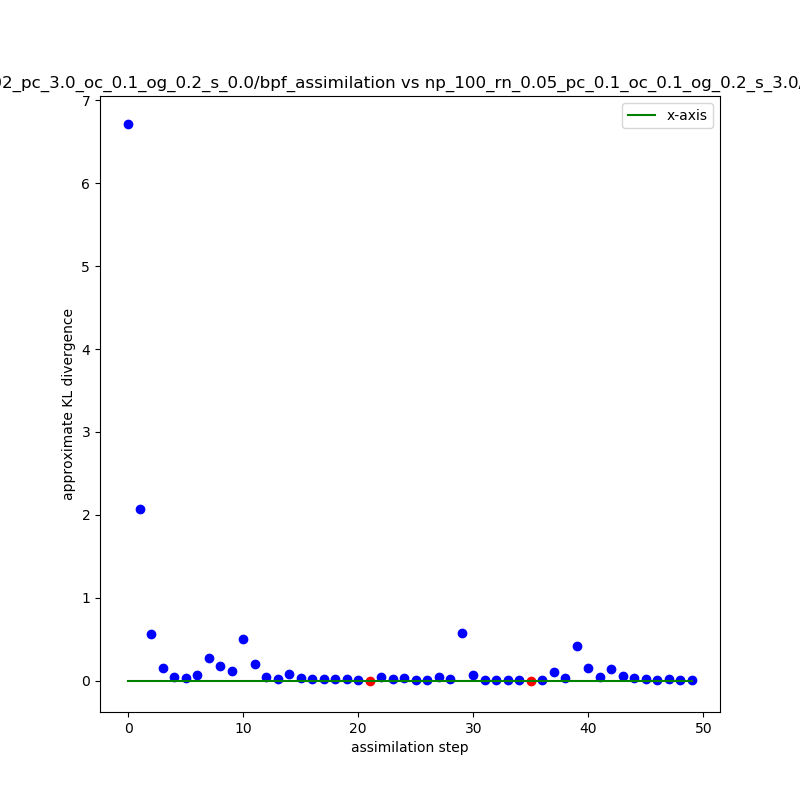 02_pc_3.0_oc_0.1_og_0.2_s_0.0/bpf_assimilation vs np_100_rn_0.05_pc_0.1_oc_0.1_og_0.2_s_3.0/
x-axis
7
6
5
4
3
2
1
0
approximate KL divergence
0 10 20 30 40 50
assimilation step